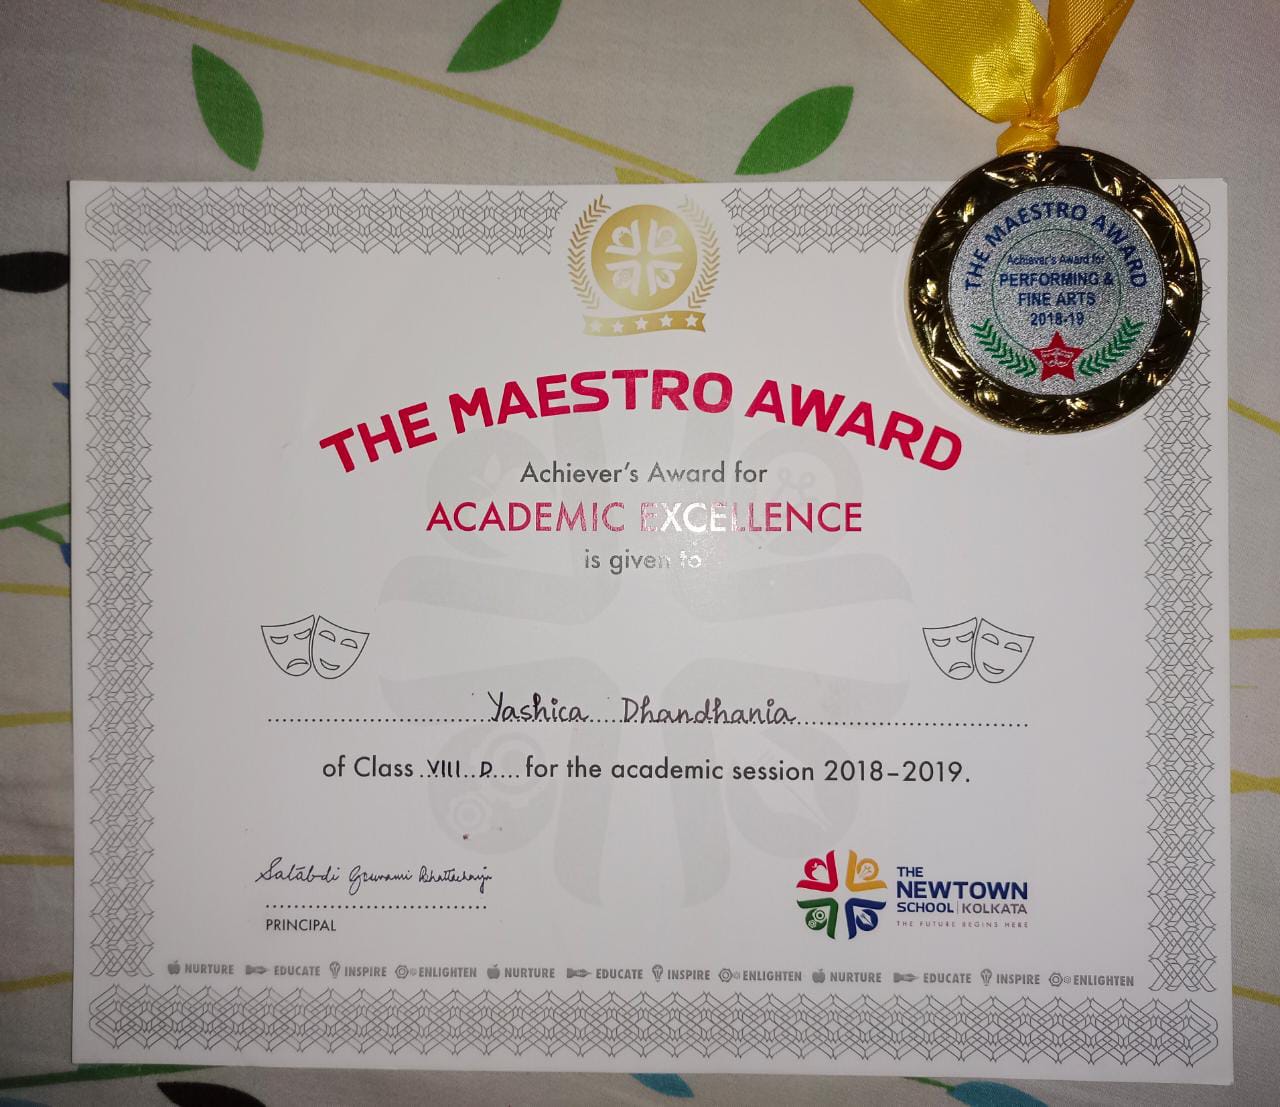 THE MAESTRO AWARD
Achiever's Award for
PERFORMING &
FINE ARTS
2018-19
THE MAESTRO AWARD
Achiever's Award for
ACADEMIC EXCELLENCE
is given to
Yashica Dhandhania
of Class VIII D for the academic session 2018-2019.
Satabdi Goswami Bhattacharjee
PRINCIPAL
THE
NEWTOWN
SCHOOL | KOLKATA
THE FUTURE BEGINS HERE
NURTURE EDUCATE INSPIRE ENLIGHTEN NURTURE EDUCATE INSPIRE ENLIGHTEN NURTURE EDUCATE INSPIRE ENLIGHTEN